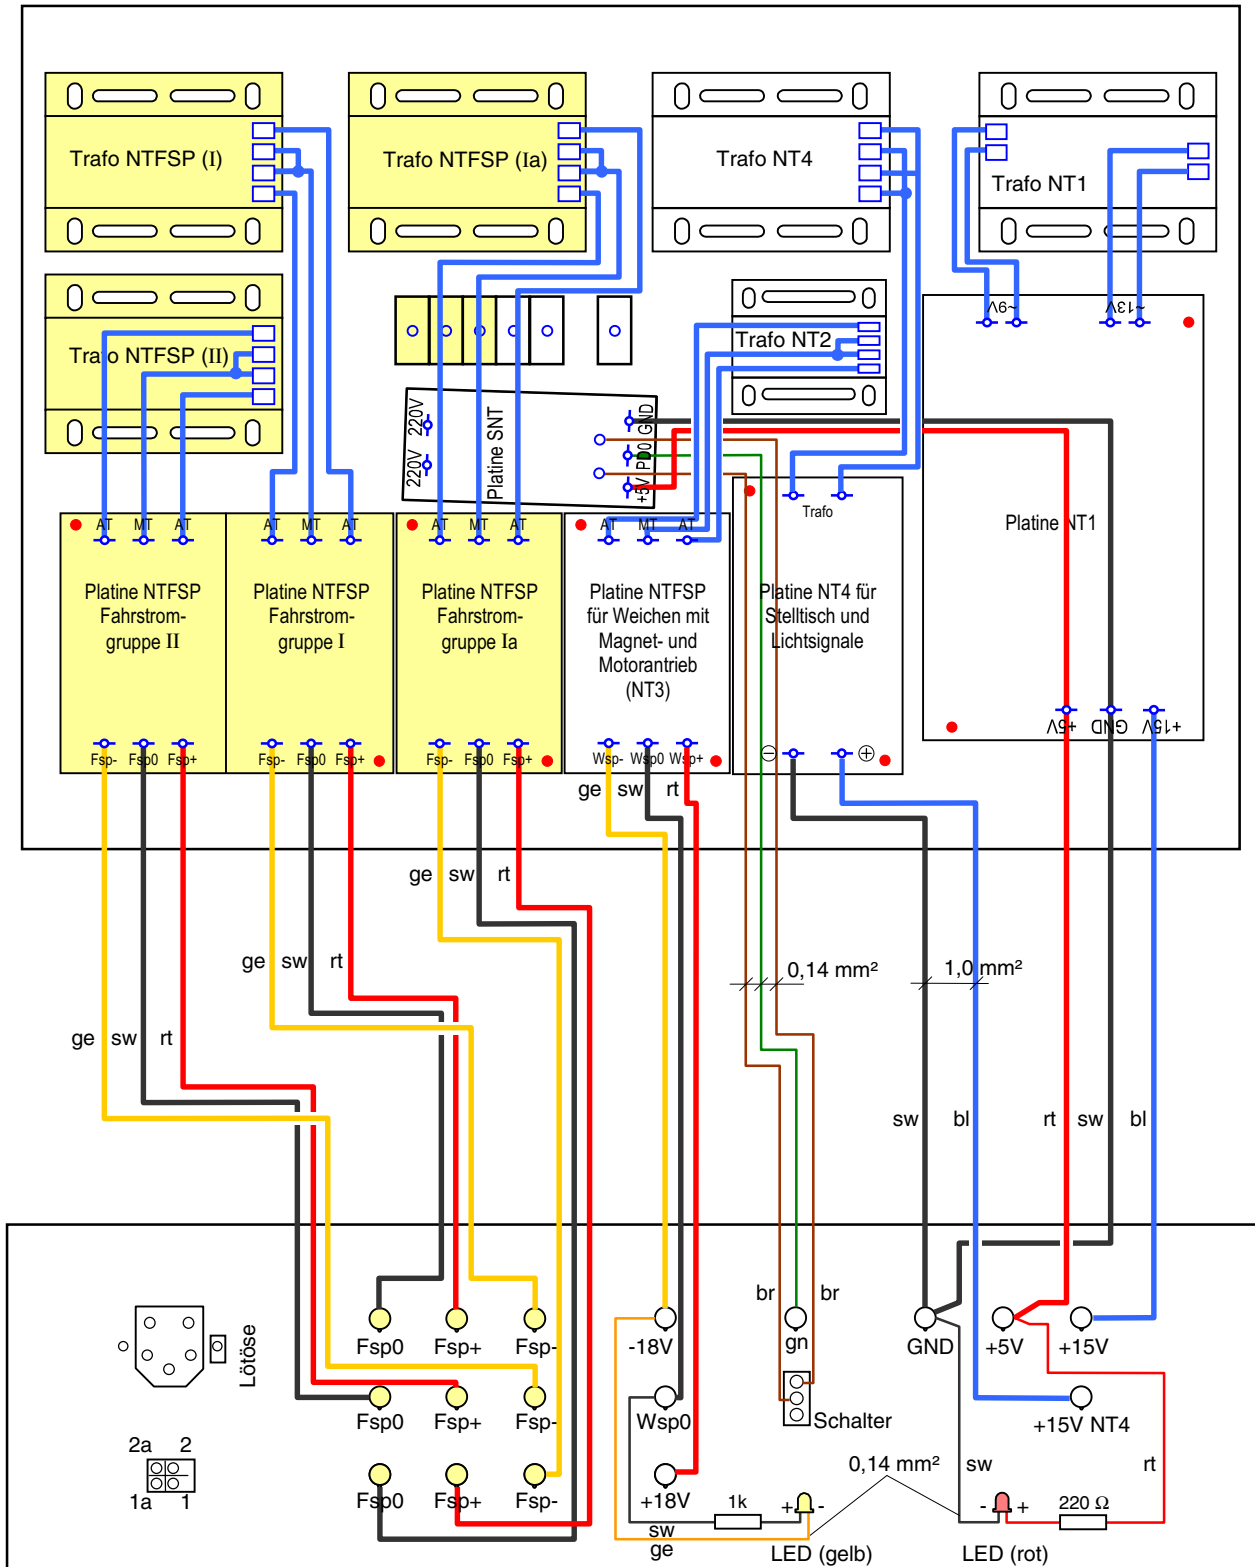 Trafo NTFSP (I)
Trafo NTFSP (Ia)
Trafo NT4
Trafo NT1
Trafo NTFSP (II)
Trafo NT2
~9V
~13V
220V
220V
Platine SNT
GND
PD0
+5V
Trafo
Platine NT1
AT MT AT
AT MT AT
AT MT AT
AT MT AT
Platine NTFSP
Fahrstrom-
gruppe II
Platine NTFSP
Fahrstrom-
gruppe I
Platine NTFSP
Fahrstrom-
gruppe Ia
Platine NTFSP
für Weichen mit
Magnet- und
Motorantrieb
(NT3)
Platine NT4 für
Stelltisch und
Lichtsignale
+5V
GND
+15V
Fsp- Fsp0 Fsp+
Fsp- Fsp0 Fsp+
Fsp- Fsp0 Fsp+
Wsp- Wsp0 Wsp+
ge sw rt
ge sw rt
ge sw rt
0,14 mm²
1,0 mm²
ge sw rt
sw bl rt sw bl
br br
Fsp0 Fsp+ Fsp-
-18V
gn
GND
+5V
+15V
Lötöse
Fsp0 Fsp+ Fsp-
Wsp0
Schalter
+15V NT4
2a 2
1a 1
0,14 mm²
sw
rt
Fsp0 Fsp+ Fsp-
+18V
1k
+ -
- +
220 Ω
sw
ge
LED (gelb)
LED (rot)